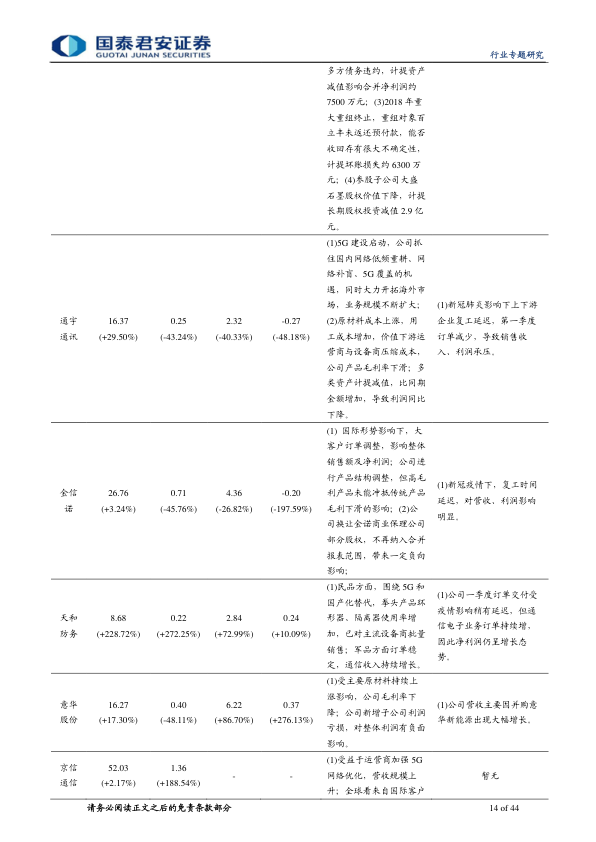 国泰君安证券
GUOTAI JUNAN SECURITIES
行业专题研究
多方债务违约，计提资产
减值影响合并净利润约
7500 万元；(3)2018 年重
大重组终止，重组对象百
立丰未返还预付款，能否
收回存有很大不确定性，
计提坏账损失约 6300 万
元；(4)参股子公司大盛
石墨股权价值下降，计提
长期股权投资减值 2.9 亿
元。
通宇
通讯
16.37
(+29.50%)
0.25
(-43.24%)
2.32
(-40.33%)
-0.27
(-48.18%)
(1)5G 建设启动，公司抓
住国内网络低频重耕、网
络补盲、5G 覆盖的机
遇，同时大力开拓海外市
场，业务规模不断扩大；
(2)原材料成本上涨，用
工成本增加，价值下游运
营商与设备商压缩成本，
公司产品毛利率下滑；多
类资产计提减值，比同期
金额增加，导致利润同比
下降。
(1)新冠肺炎影响下上下游
企业复工延迟，第一季度
订单减少，导致销售收
入、利润承压。
金信
诺
26.76
(+3.24%)
0.71
(-45.76%)
4.36
(-26.82%)
-0.20
(-197.59%)
(1) 国际形势影响下，大
客户订单调整，影响整体
销售额及净利润；公司进
行产品结构调整，但高毛
利产品未能冲抵传统产品
毛利下滑的影响；(2)公
司换让金诺商业保理公司
部分股权，不再纳入合并
报表范围，带来一定负面
影响；
(1)新冠疫情下，复工时间
延迟，对营收、利润影响
明显。
天和
防务
8.68
(+228.72%)
0.22
(+272.25%)
2.84
(+72.99%)
0.24
(+10.09%)
(1)民品方面，围绕 5G 和
国产化替代，拳头产品环
形器、隔离器使用率增
加，已对主流设备商批量
销售；军品方面订单稳
定，通信收入持续增长。
(1)公司一季度订单交付受
疫情影响稍有延迟，但通
信电子业务订单持续增，
因此净利润仍呈增长态
势。
意华
股份
16.27
(+17.30%)
0.40
(-48.11%)
6.22
(+86.70%)
0.37
(+276.13%)
(1)受主要原材料持续上
涨影响，公司毛利率下
降；公司新增子公司利润
亏损，对整体利润有负面
影响。
(1)公司营收主要因并购意
华新能源出现大幅增长。
京信
通信
52.03
(+2.17%)
1.36
(+188.54%)
-
-
(1)受益于运营商加强 5G
网络优化，营收规模上
升；全球看来自国际客户
暂无
请务必阅读正文之后的免责条款部分
14 of 44